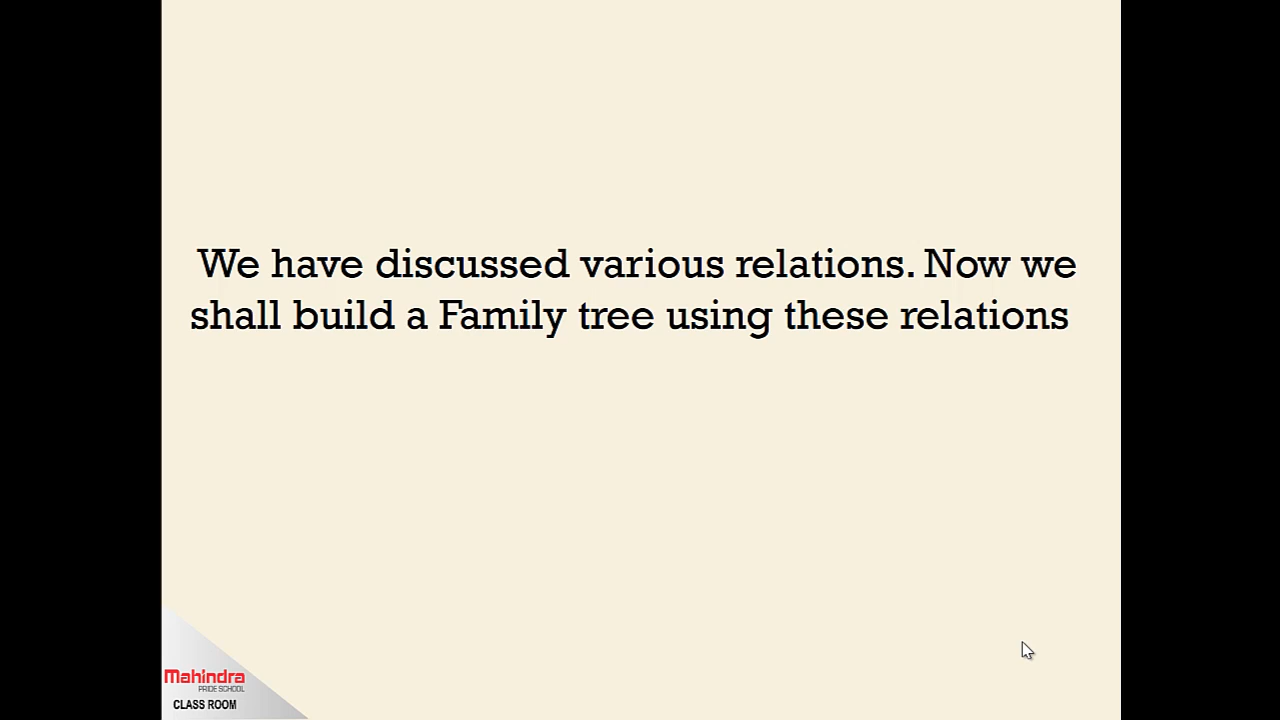 We have discussed various relations. Now we
shall build a Family tree using these relations
Mahindra
PRIDE SCHOOL
CLASS ROOM